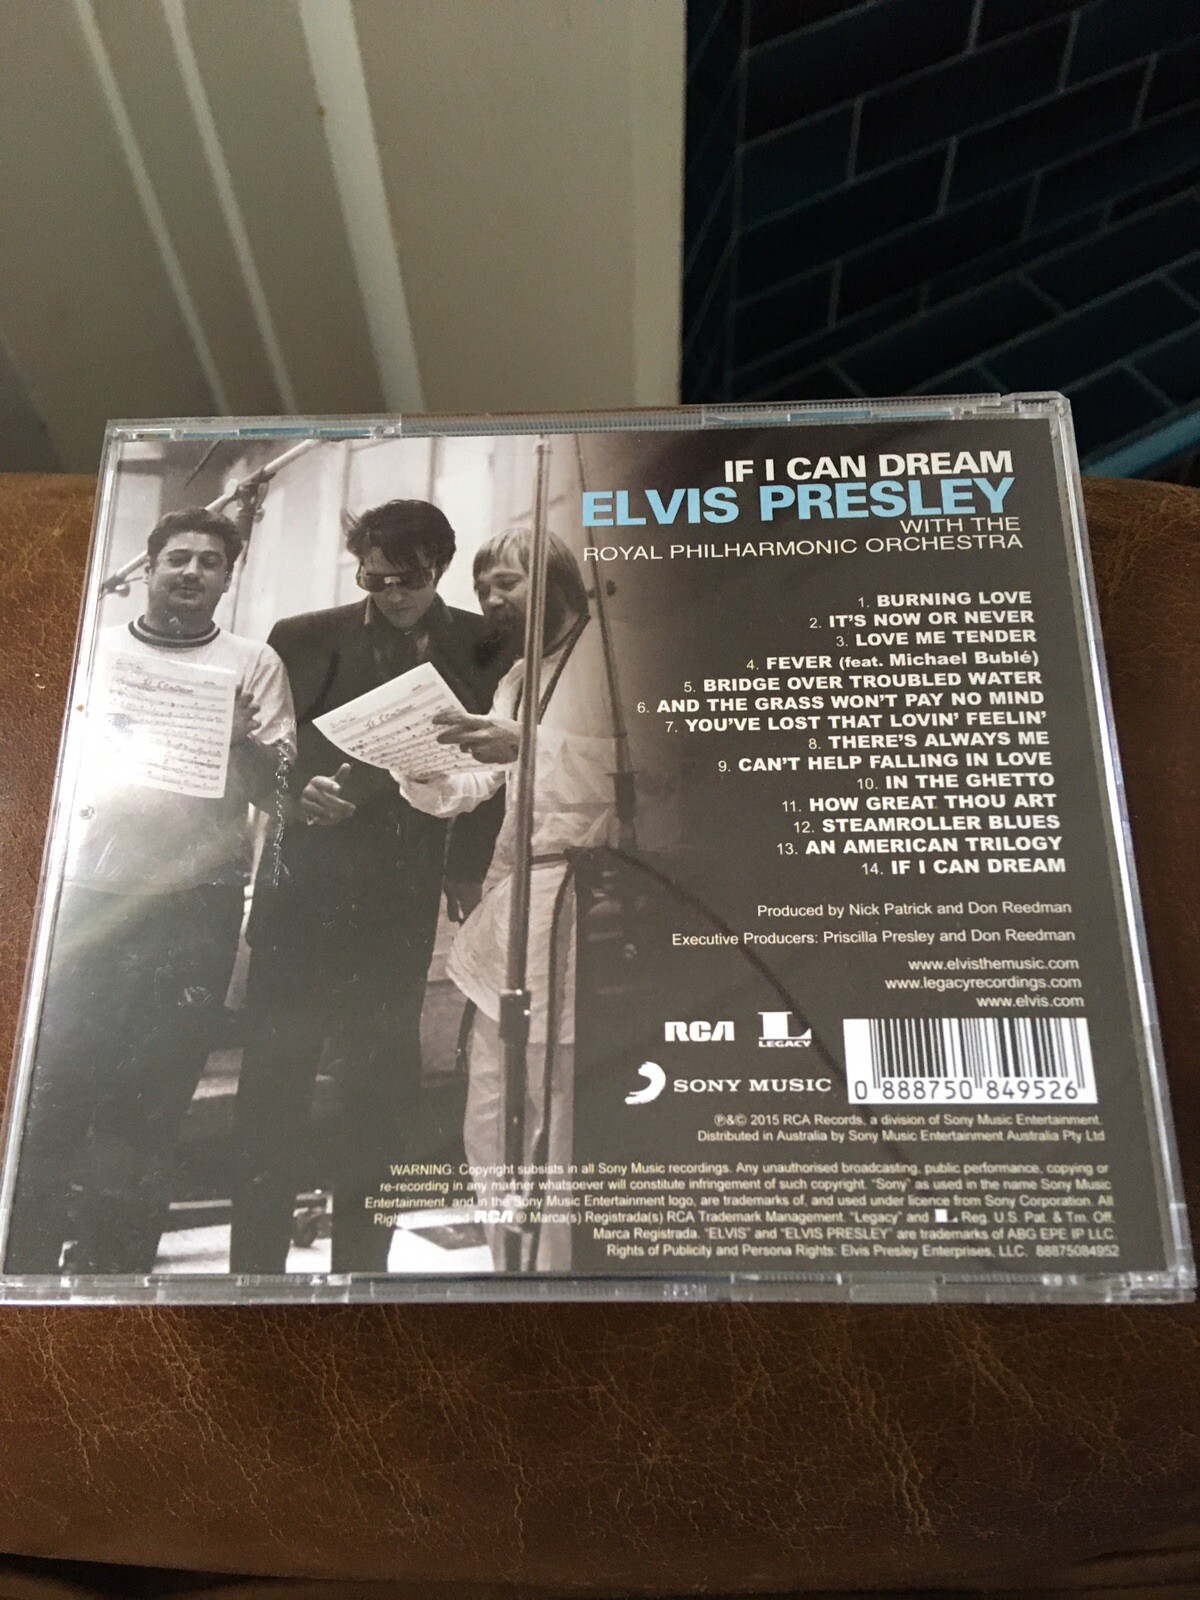 IF I CAN DREAM
ELVIS PRESLEY
WITH THE
ROYAL PHILHARMONIC ORCHESTRA
1. BURNING LOVE
2. IT'S NOW OR NEVER
3. LOVE ME TENDER
4. FEVER (feat. Michael Bublé)
5. BRIDGE OVER TROUBLED WATER
6. AND THE GRASS WON'T PAY NO MIND
7. YOU'VE LOST THAT LOVIN' FEELIN'
8. THERE'S ALWAYS ME
9. CAN'T HELP FALLING IN LOVE
10. IN THE GHETTO
11. HOW GREAT THOU ART
12. STEAMROLLER BLUES
13. AN AMERICAN TRILOGY
14. IF I CAN DREAM
Produced by Nick Patrick and Don Reedman
Executive Producers: Priscilla Presley and Don Reedman
www.elvisthemusic.com
www.legacyrecordings.com
www.elvis.com
RCA L LEGACY
SONY MUSIC
0 888750 849526
℗&© 2015 RCA Records, a division of Sony Music Entertainment.
Distributed in Australia by Sony Music Entertainment Australia Pty Ltd
WARNING: Copyright subsists in all Sony Music recordings. Any unauthorised broadcasting, public performance, copying or
re-recording in any manner whatsoever will constitute infringement of such copyright. "Sony" as used in the name Sony Music
Entertainment, and in the Sony Music Entertainment logo, are trademarks of, and used under licence from Sony Corporation. All
Rights Reserved RCA ® Marca(s) Registrada(s) RCA Trademark Management. "Legacy" and L. Reg. U.S. Pat. & Tm. Off.
Marca Registrada. "ELVIS" and "ELVIS PRESLEY" are trademarks of ABG EPE IP LLC.
Rights of Publicity and Persona Rights: Elvis Presley Enterprises, LLC. 88875084952